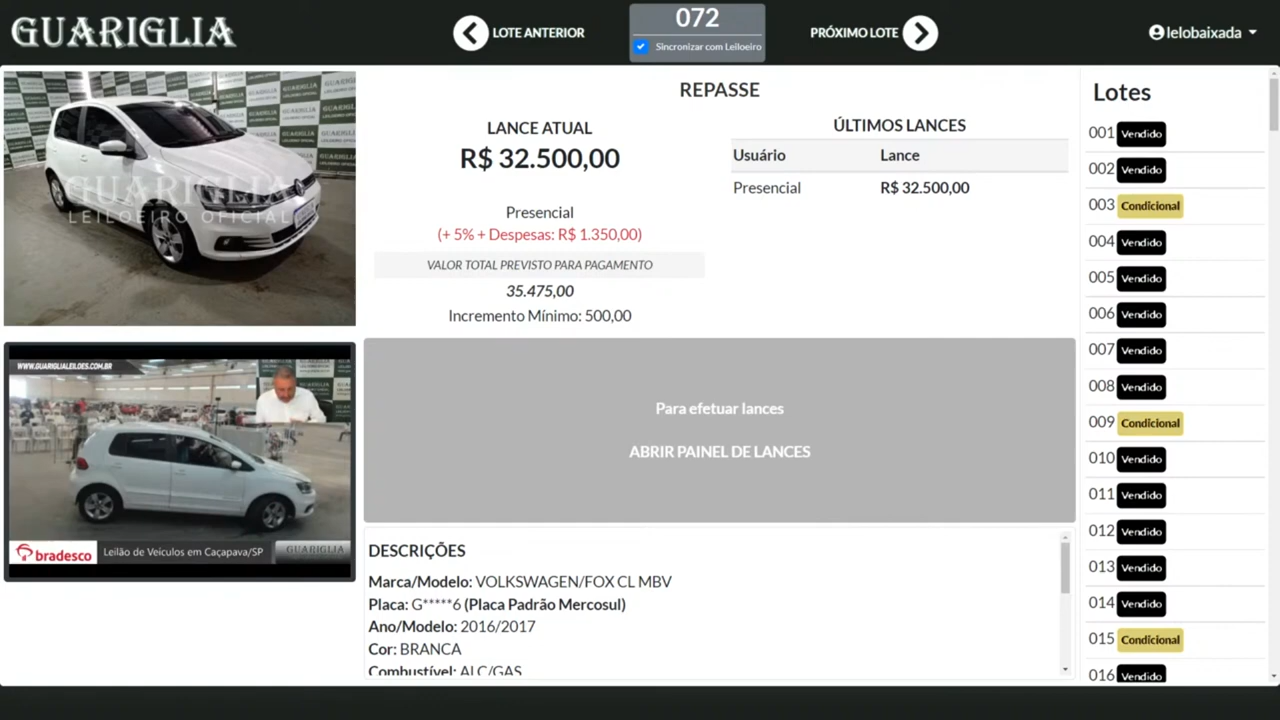 GUARIGLIA
LOTE ANTERIOR
072
Sincronizar com Leiloeiro
PRÓXIMO LOTE
lelobaixada
GUARIGLIA
LEILOEIRO OFICIAL
REPASSE
LANCE ATUAL
R$ 32.500,00
Presencial
(+ 5% + Despesas: R$ 1.350,00)
VALOR TOTAL PREVISTO PARA PAGAMENTO
35.475,00
Incremento Mínimo: 500,00
ÚLTIMOS LANCES
Usuário Lance
Presencial R$ 32.500,00
WWW.GUARIGLIALEILOES.COM.BR
bradesco
Leilão de Veículos em Caçapava/SP
GUARIGLIA
Para efetuar lances
ABRIR PAINEL DE LANCES
DESCRIÇÕES
Marca/Modelo: VOLKSWAGEN/FOX CL MBV
Placa: G*****6 (Placa Padrão Mercosul)
Ano/Modelo: 2016/2017
Cor: BRANCA
Combustível: ALC/GAS
Lotes
001 Vendido
002 Vendido
003 Condicional
004 Vendido
005 Vendido
006 Vendido
007 Vendido
008 Vendido
009 Condicional
010 Vendido
011 Vendido
012 Vendido
013 Vendido
014 Vendido
015 Condicional
016 Vendido